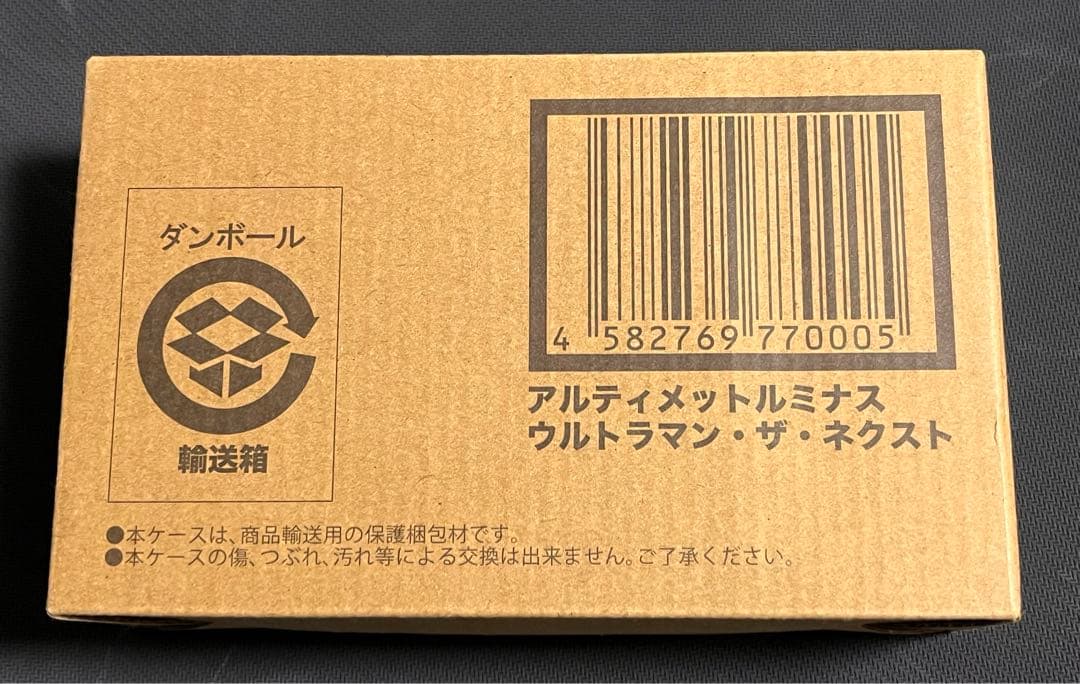 ダンボール
輸送箱
4 582769 770005
アルティメットルミナス
ウルトラマン・ザ・ネクスト
●本ケースは、商品輸送用の保護梱包材です。
●本ケースの傷、つぶれ、汚れ等による交換は出来ません。ご了承ください。